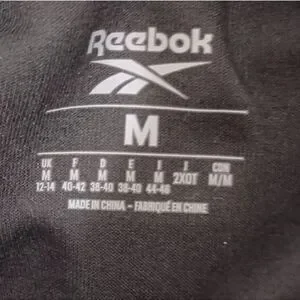 Reebok
M
UK F D E I J CDN
M M M M M 2XOT M/M
12-14 40-42 38-40 38-40 44-46
MADE IN CHINA - FABRIQUÉ EN CHINE